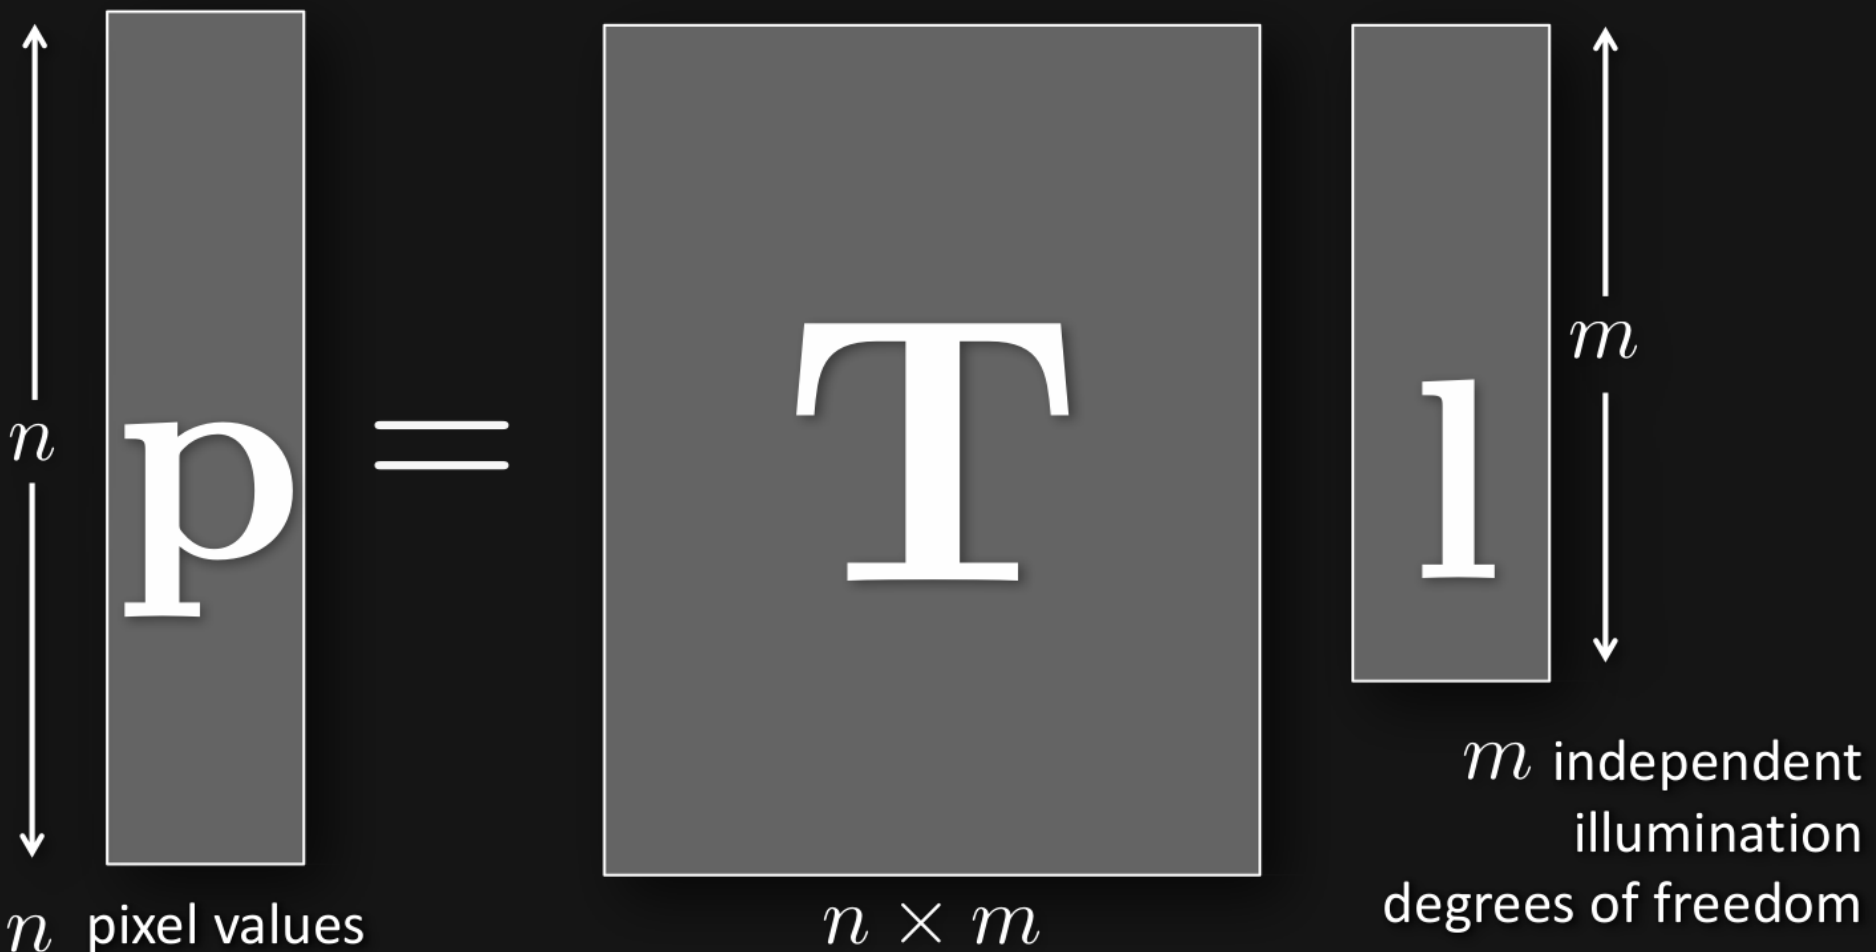 n
p
=
T
l
m
n pixel values
n × m
m independent
illumination
degrees of freedom